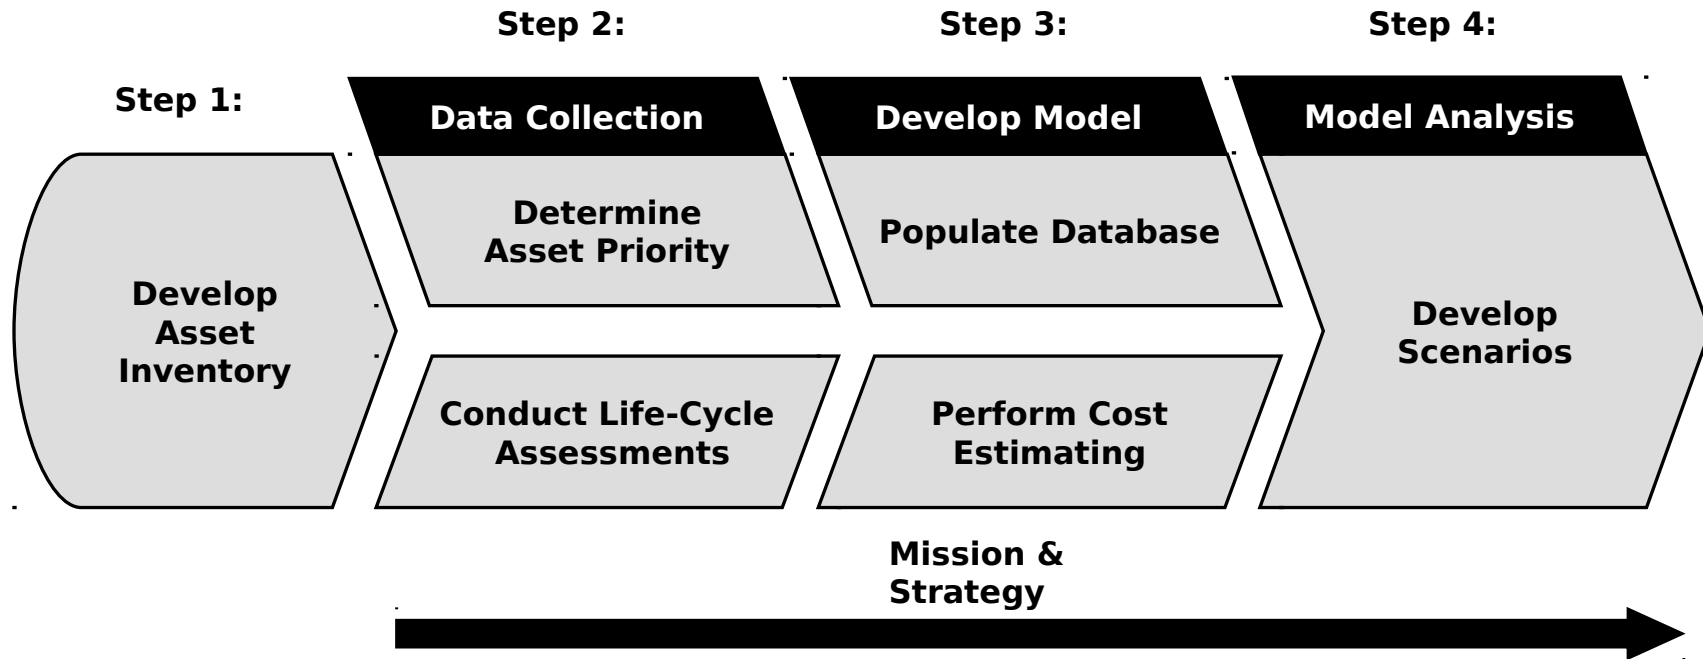 Step 1:
Develop
Asset
Inventory
Step 2:
Data Collection
Determine
Asset Priority
Conduct Life-Cycle
Assessments
Step 3:
Develop Model
Populate Database
Perform Cost
Estimating
Step 4:
Model Analysis
Develop
Scenarios
Mission &
Strategy